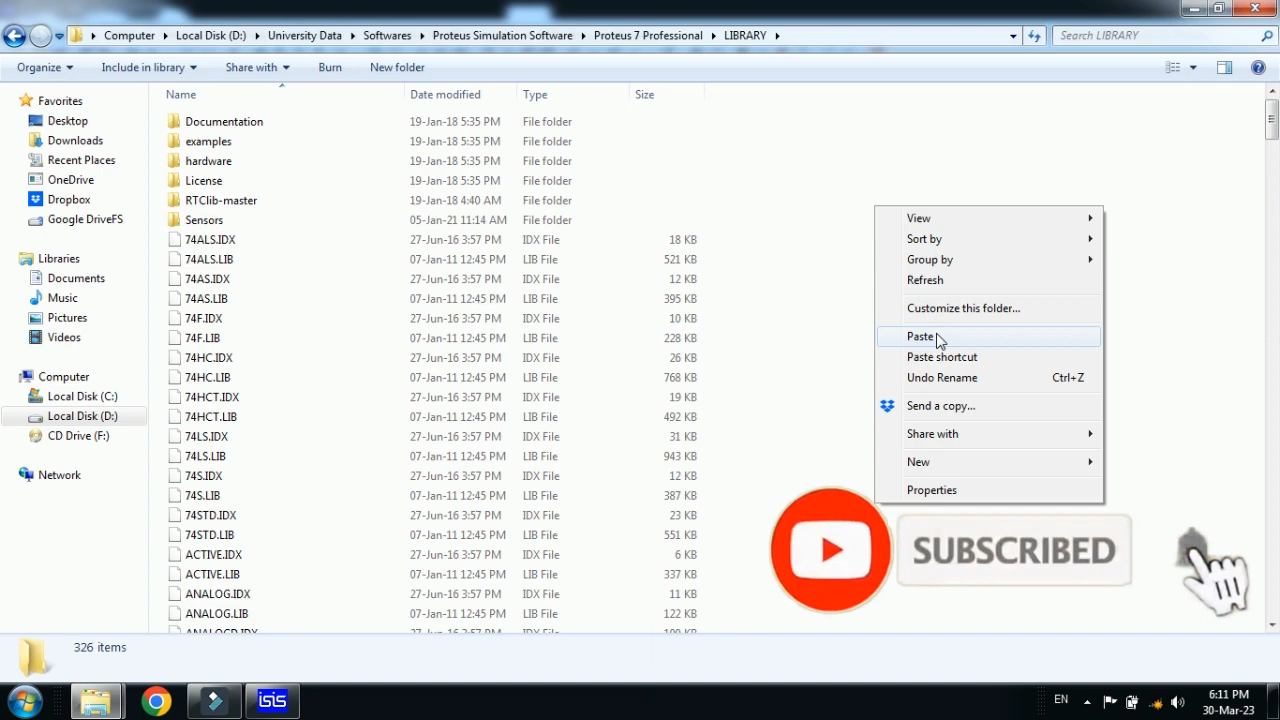 Computer ▸ Local Disk (D:) ▸ University Data ▸ Softwares ▸ Proteus Simulation Software ▸ Proteus 7 Professional ▸ LIBRARY ▸
Search LIBRARY
Organize Include in library Share with Burn New folder
Name Date modified Type Size
Favorites
Desktop
Downloads
Recent Places
OneDrive
Dropbox
Google DriveFS
Libraries
Documents
Music
Pictures
Videos
Computer
Local Disk (C:)
Local Disk (D:)
CD Drive (F:)
Network
Documentation 19-Jan-18 5:35 PM File folder
examples 19-Jan-18 5:35 PM File folder
hardware 19-Jan-18 5:35 PM File folder
License 19-Jan-18 5:35 PM File folder
RTClib-master 19-Jan-18 4:40 AM File folder
Sensors 05-Jan-21 11:14 AM File folder
74ALS.IDX 27-Jun-16 3:57 PM IDX File 18 KB
74ALS.LIB 07-Jan-11 12:45 PM LIB File 521 KB
74AS.IDX 27-Jun-16 3:57 PM IDX File 12 KB
74AS.LIB 07-Jan-11 12:45 PM LIB File 395 KB
74F.IDX 27-Jun-16 3:57 PM IDX File 10 KB
74F.LIB 07-Jan-11 12:45 PM LIB File 228 KB
74HC.IDX 27-Jun-16 3:57 PM IDX File 26 KB
74HC.LIB 07-Jan-11 12:45 PM LIB File 768 KB
74HCT.IDX 27-Jun-16 3:57 PM IDX File 19 KB
74HCT.LIB 07-Jan-11 12:45 PM LIB File 492 KB
74LS.IDX 27-Jun-16 3:57 PM IDX File 31 KB
74LS.LIB 07-Jan-11 12:45 PM LIB File 943 KB
74S.IDX 27-Jun-16 3:57 PM IDX File 12 KB
74S.LIB 07-Jan-11 12:45 PM LIB File 387 KB
74STD.IDX 27-Jun-16 3:57 PM IDX File 23 KB
74STD.LIB 07-Jan-11 12:45 PM LIB File 551 KB
ACTIVE.IDX 27-Jun-16 3:57 PM IDX File 6 KB
ACTIVE.LIB 07-Jan-11 12:45 PM LIB File 337 KB
ANALOG.IDX 27-Jun-16 3:57 PM IDX File 11 KB
ANALOG.LIB 07-Jan-11 12:45 PM LIB File 122 KB
View
Sort by
Group by
Refresh
Customize this folder...
Paste
Paste shortcut
Undo Rename Ctrl+Z
Send a copy...
Share with
New
Properties
SUBSCRIBED
326 items
isis
EN
6:11 PM
30-Mar-23